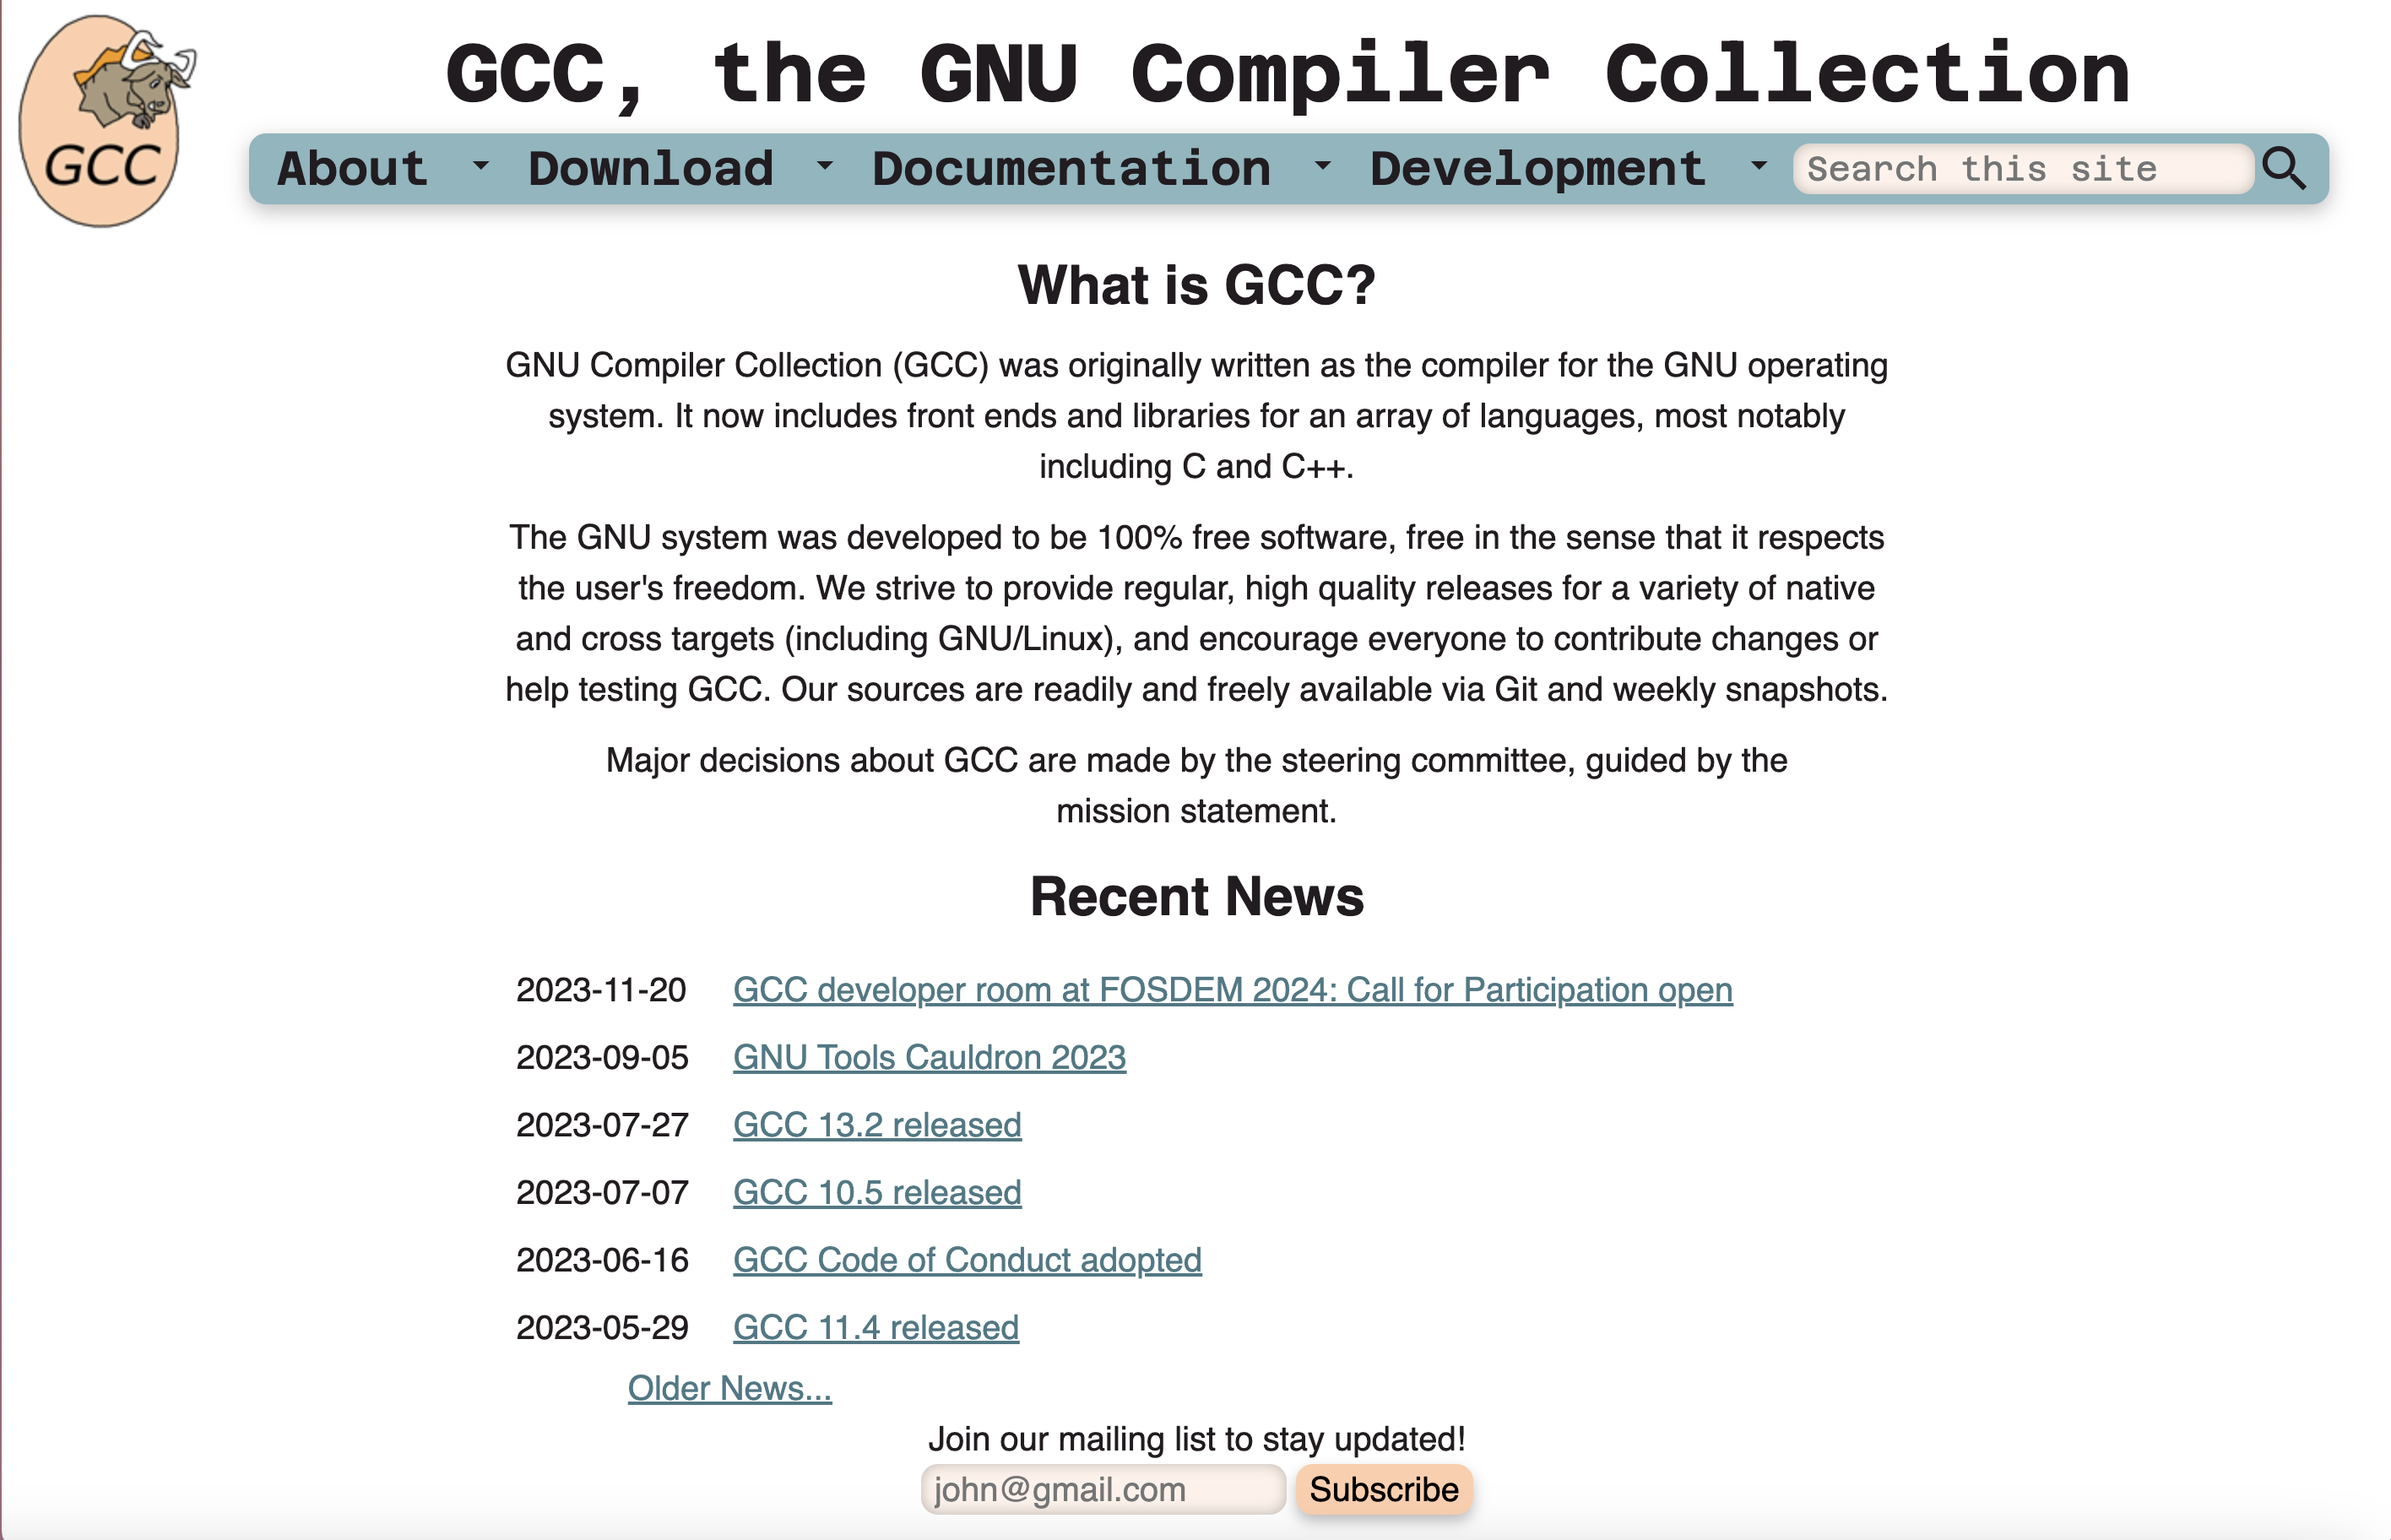 GCC
GCC, the GNU Compiler Collection
About Download Documentation Development Search this site
What is GCC?
GNU Compiler Collection (GCC) was originally written as the compiler for the GNU operating
system. It now includes front ends and libraries for an array of languages, most notably
including C and C++.
The GNU system was developed to be 100% free software, free in the sense that it respects
the user's freedom. We strive to provide regular, high quality releases for a variety of native
and cross targets (including GNU/Linux), and encourage everyone to contribute changes or
help testing GCC. Our sources are readily and freely available via Git and weekly snapshots.
Major decisions about GCC are made by the steering committee, guided by the
mission statement.
Recent News
2023-11-20 GCC developer room at FOSDEM 2024: Call for Participation open
2023-09-05 GNU Tools Cauldron 2023
2023-07-27 GCC 13.2 released
2023-07-07 GCC 10.5 released
2023-06-16 GCC Code of Conduct adopted
2023-05-29 GCC 11.4 released
Older News...
Join our mailing list to stay updated!
john@gmail.com Subscribe